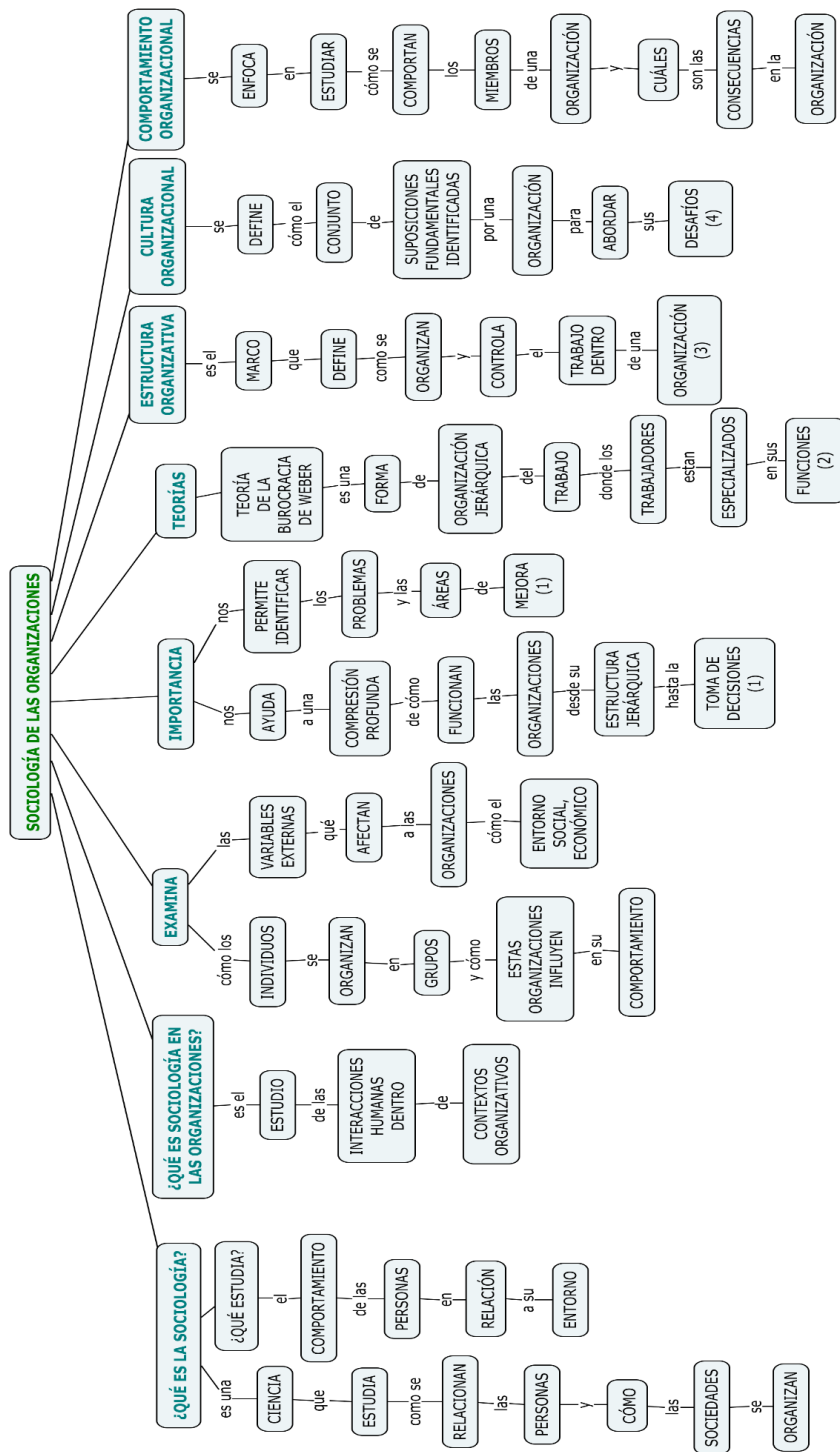 SOCIOLOGÍA DE LAS ORGANIZACIONES
¿QUÉ ES LA SOCIOLOGÍA?
es una
CIENCIA
que
ESTUDIA
como se
RELACIONAN
las
PERSONAS
y
CÓMO
las
SOCIEDADES
se
ORGANIZAN
¿QUÉ ESTUDIA?
el
COMPORTAMIENTO
de las
PERSONAS
en
RELACIÓN
a su
ENTORNO
¿QUÉ ES SOCIOLOGÍA EN
LAS ORGANIZACIONES?
es el
ESTUDIO
de las
INTERACCIONES
HUMANAS
DENTRO
de
CONTEXTOS
ORGANIZATIVOS
EXAMINA
cómo los
INDIVIDUOS
se
ORGANIZAN
en
GRUPOS
y cómo
ESTAS
ORGANIZACIONES
INFLUYEN
en su
COMPORTAMIENTO
las
VARIABLES
EXTERNAS
qué
AFECTAN
a las
ORGANIZACIONES
cómo el
ENTORNO
SOCIAL,
ECONÓMICO
IMPORTANCIA
nos
AYUDA
a una
COMPRESIÓN
PROFUNDA
de cómo
FUNCIONAN
las
ORGANIZACIONES
desde su
ESTRUCTURA
JERÁRQUICA
hasta la
TOMA DE
DECISIONES
(1)
nos
PERMITE
IDENTIFICAR
los
PROBLEMAS
y las
ÁREAS
de
MEJORA
(1)
TEORÍAS
TEORÍA
DE LA
BUROCRACIA
DE WEBER
es una
FORMA
de
ORGANIZACIÓN
JERÁRQUICA
del
TRABAJO
donde los
TRABAJADORES
estan
ESPECIALIZADOS
en sus
FUNCIONES
(2)
ESTRUCTURA
ORGANIZATIVA
es el
MARCO
que
DEFINE
como se
ORGANIZAN
y
CONTROLA
el
TRABAJO
DENTRO
de una
ORGANIZACIÓN
(3)
CULTURA
ORGANIZACIONAL
se
DEFINE
cómo el
CONJUNTO
de
SUPOSICIONES
FUNDAMENTALES
IDENTIFICADAS
por una
ORGANIZACIÓN
para
ABORDAR
sus
DESAFÍOS
(4)
COMPORTAMIENTO
ORGANIZACIONAL
se
ENFOCA
en
ESTUDIAR
cómo se
COMPORTAN
los
MIEMBROS
de una
ORGANIZACIÓN
y
CUÁLES
son las
CONSECUENCIAS
en la
ORGANIZACIÓN